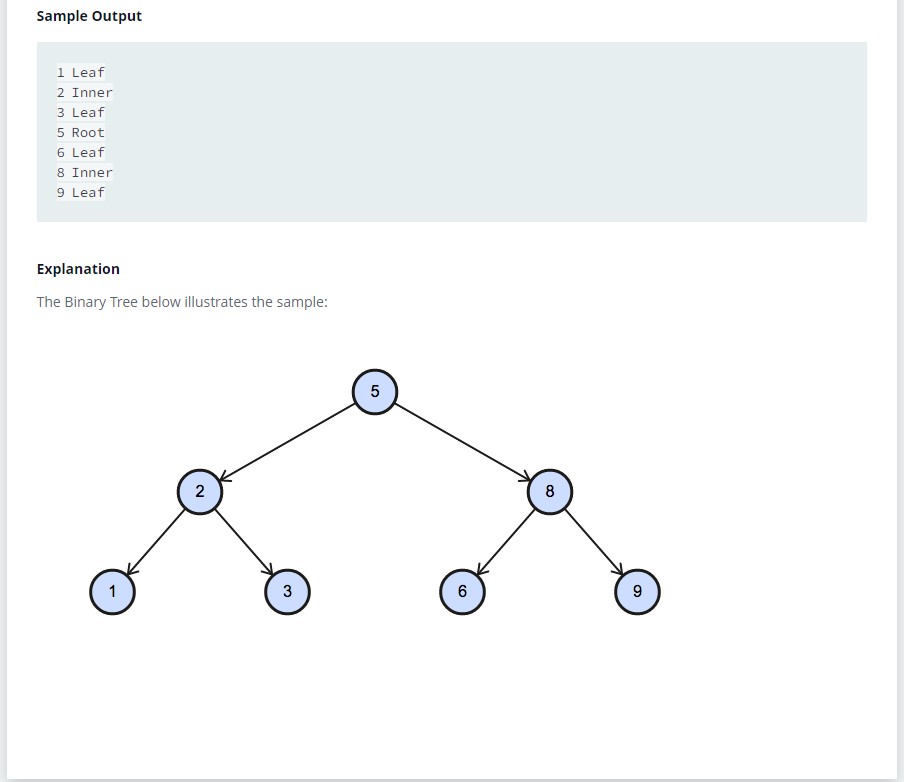 Sample Output
1 Leaf
2 Inner
3 Leaf
5 Root
6 Leaf
8 Inner
9 Leaf
Explanation
The Binary Tree below illustrates the sample:
5
2
8
1
3
6
9